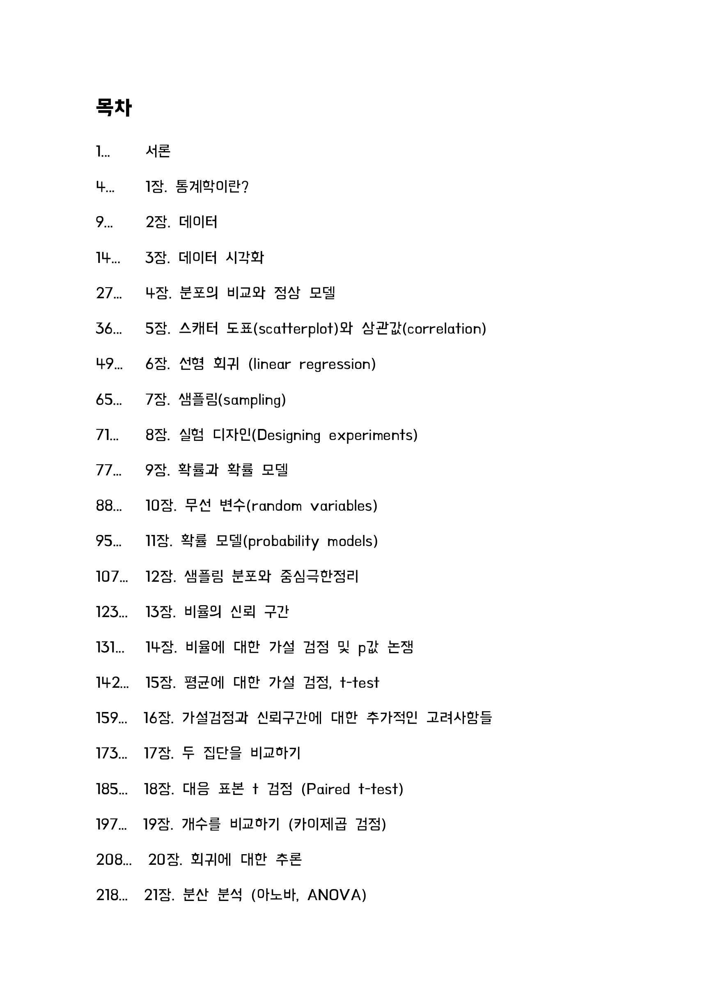 목차
1... 서론
4... 1장. 통계학이란?
9... 2장. 데이터
14... 3장. 데이터 시각화
27... 4장. 분포의 비교와 정상 모델
36... 5장. 스캐터 도표(scatterplot)와 상관값(correlation)
49... 6장. 선형 회귀 (linear regression)
65... 7장. 샘플링(sampling)
71... 8장. 실험 디자인(Designing experiments)
77... 9장. 확률과 확률 모델
88... 10장. 무선 변수(random variables)
95... 11장. 확률 모델(probability models)
107... 12장. 샘플링 분포와 중심극한정리
123... 13장. 비율의 신뢰 구간
131... 14장. 비율에 대한 가설 검정 및 p값 논쟁
142... 15장. 평균에 대한 가설 검정, t-test
159... 16장. 가설검정과 신뢰구간에 대한 추가적인 고려사항들
173... 17장. 두 집단을 비교하기
185... 18장. 대응 표본 t 검정 (Paired t-test)
197... 19장. 개수를 비교하기 (카이제곱 검정)
208... 20장. 회귀에 대한 추론
218... 21장. 분산 분석 (아노바, ANOVA)